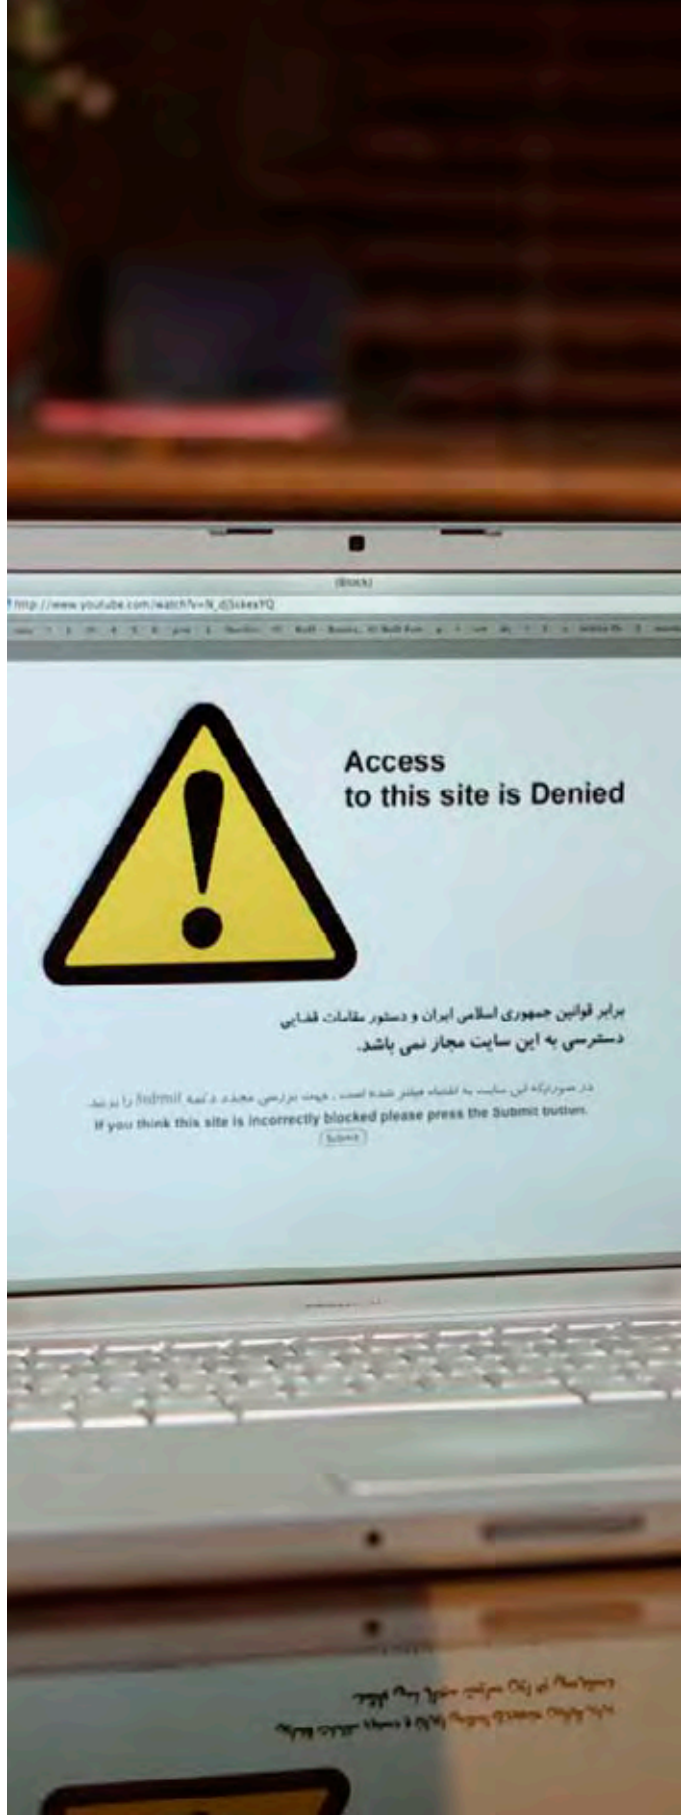 (Block)
http://www.youtube.com/watch?v=N_djSskexYQ
Access
to this site is Denied
برابر قوانین جمهوری اسلامی ایران و دستور مقامات قضایی
دسترسی به این سایت مجاز نمی باشد.
در صورتیکه این سایت به اشتباه فیلتر شده است ، جهت بررسی مجدد دکمه Submit را بزنید.
If you think this site is incorrectly blocked please press the Submit button.
Submit